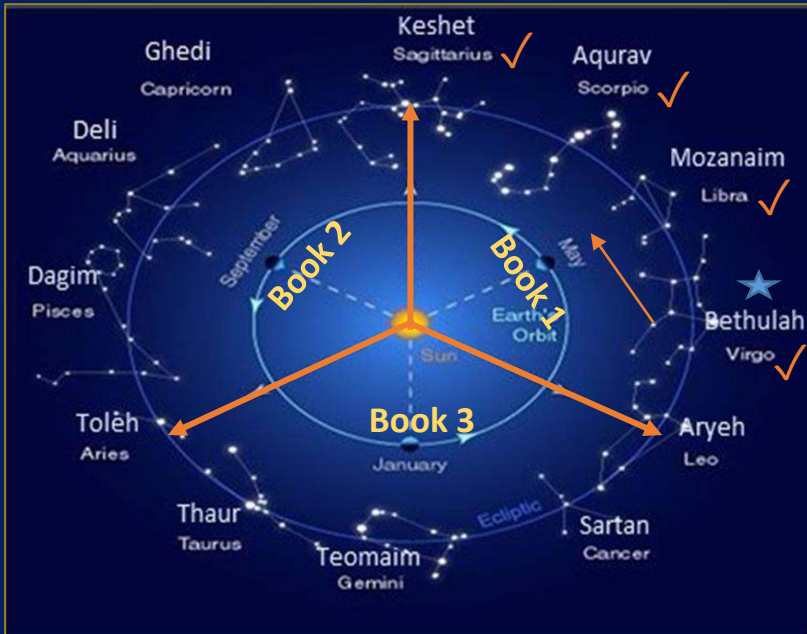 Keshet
Sagittarius
Ghedi
Capricorn
Aqurav
Scorpio
Deli
Aquarius
Mozanaim
Libra
September
Book 2
Book 1
May
Dagim
Pisces
Bethulah
Virgo
Earth's
Orbit
Sun
Book 3
January
Toleh
Aries
Aryeh
Leo
Thaur
Taurus
Ecliptic
Sartan
Cancer
Teomaim
Gemini